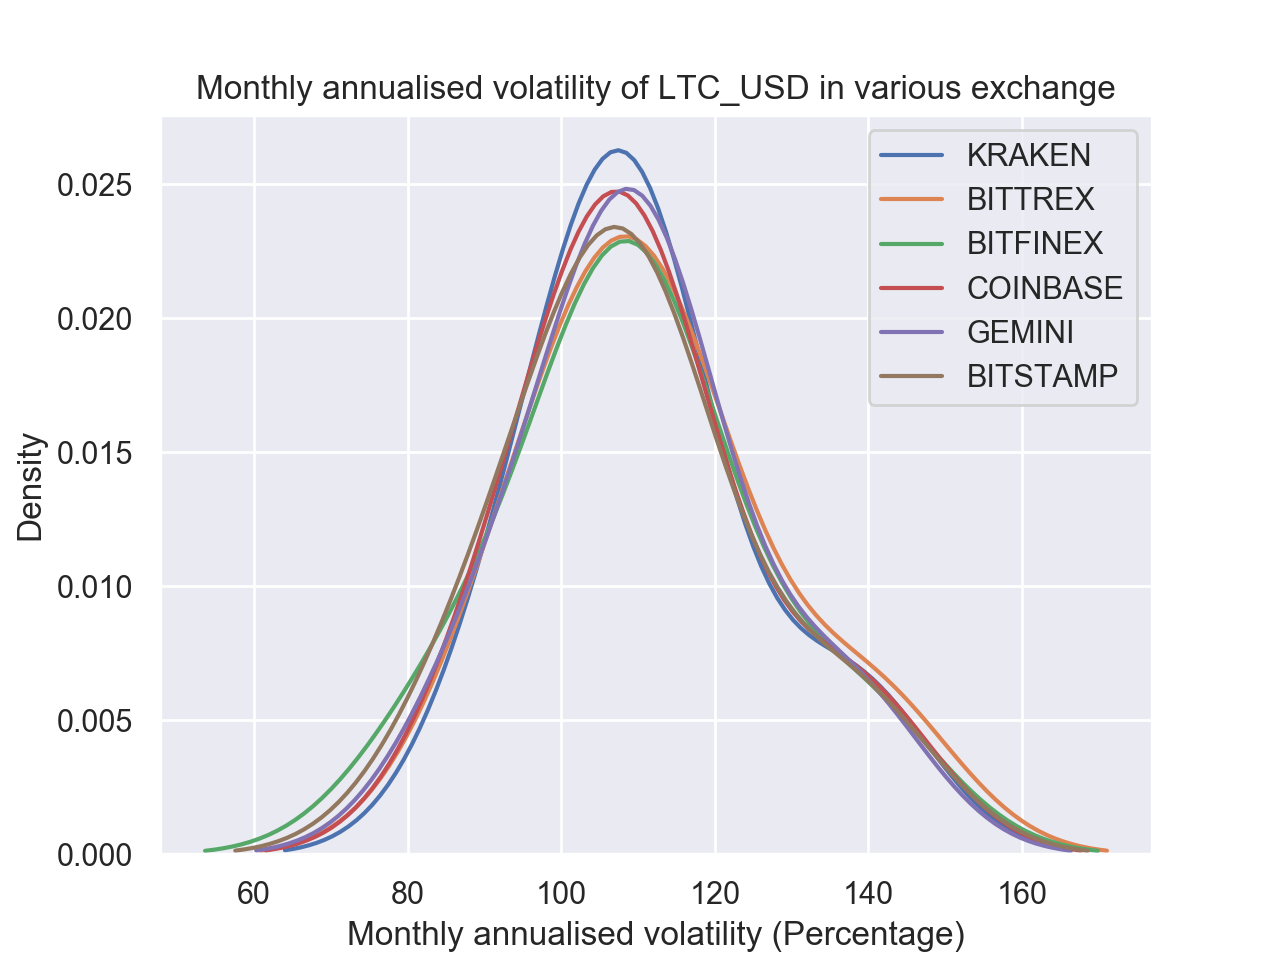 Monthly annualised volatility of LTC_USD in various exchange
KRAKEN
BITTREX
BITFINEX
COINBASE
GEMINI
BITSTAMP
0.025
0.020
0.015
0.010
0.005
0.000
Density
60 80 100 120 140 160
Monthly annualised volatility (Percentage)